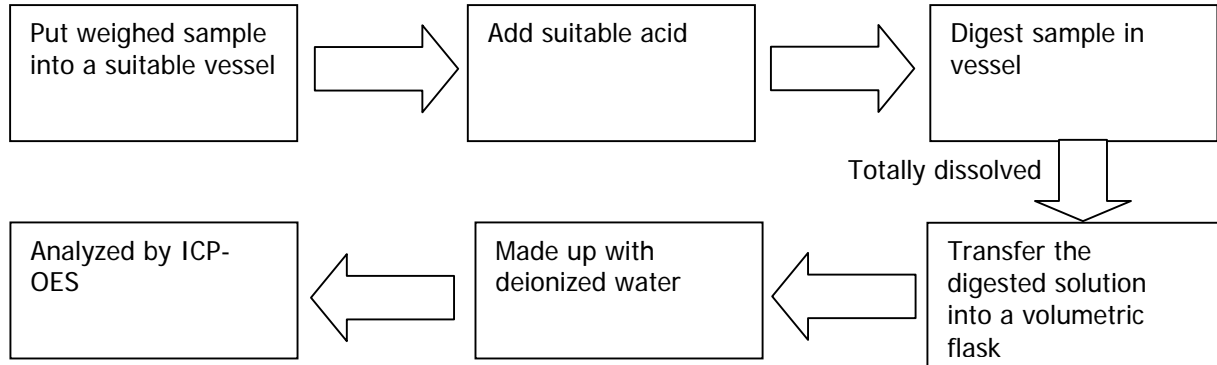 Put weighed sample
into a suitable vessel
Add suitable acid
Digest sample in
vessel
Totally dissolved
Transfer the
digested solution
into a volumetric
flask
Made up with
deionized water
Analyzed by ICP-
OES